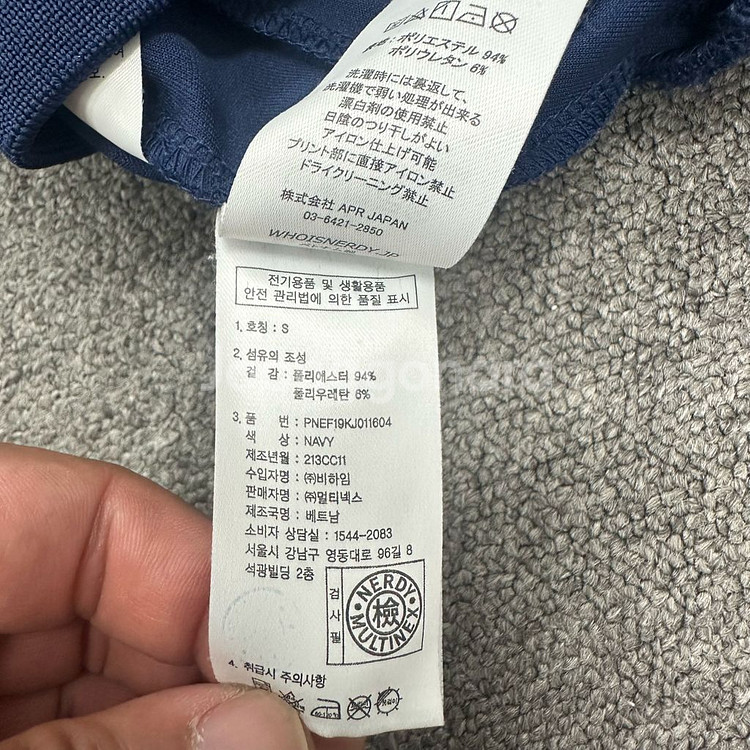 ポリエステル 94%
ポリウレタン 6%
洗濯時には裏返して、
洗濯機で弱い処理が出来る
漂白剤の使用禁止
日陰のつり干しがよい
アイロン仕上げ可能
プリント部に直接アイロン禁止
ドライクリーニング禁止
株式会社 APR JAPAN
03-6421-2850
WHOISNERDY.JP
전기용품 및 생활용품
안전 관리법에 의한 품질 표시
1. 호칭 : S
2. 섬유의 조성
겉 감 : 폴리에스터 94%
폴리우레탄 6%
3. 품 번 : PNEF19KJ011604
색 상 : NAVY
제조년월 : 213CC11
수입자명 : ㈜비하임
판매자명 : ㈜멀티넥스
제조국명 : 베트남
소비자 상담실 : 1544-2083
서울시 강남구 영동대로 96길 8
석광빌딩 2층
검사필
NERDY
檢
MULTINEX
4. 취급시 주의사항